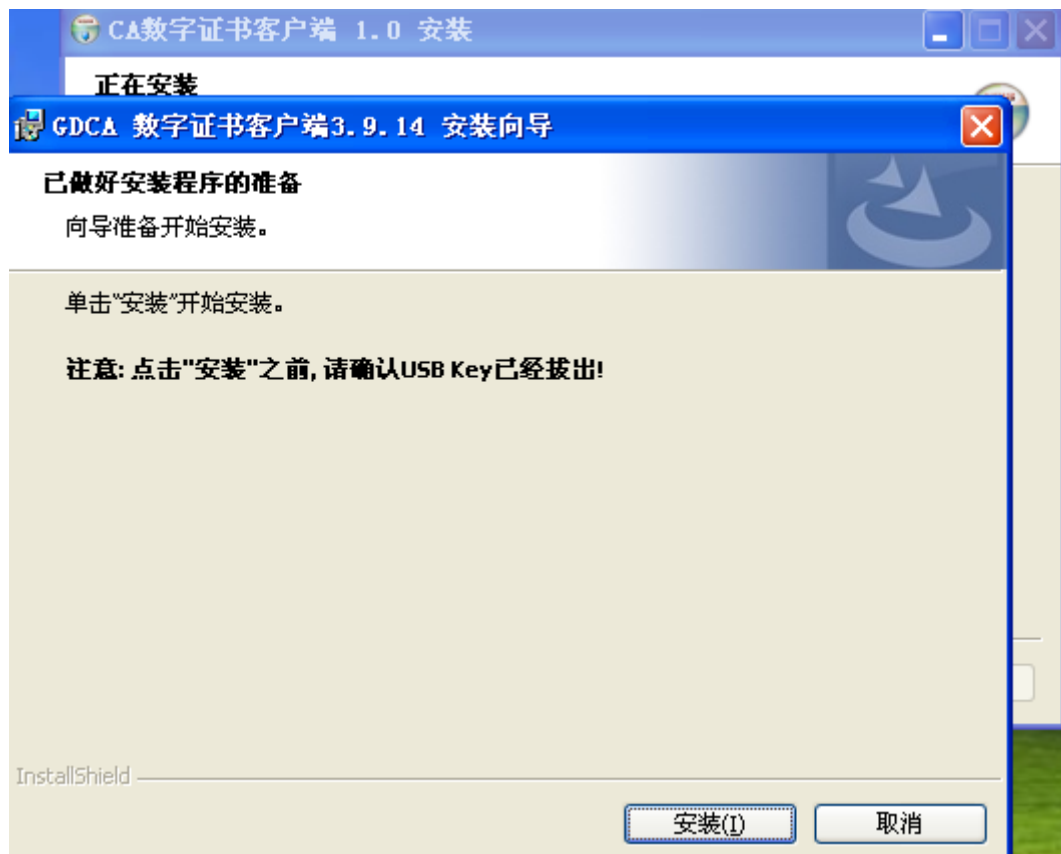 CA数字证书客户端 1.0 安装
正在安装
GDCA 数字证书客户端3.9.14 安装向导
已做好安装程序的准备
向导准备开始安装。
单击"安装"开始安装。
注意: 点击"安装"之前, 请确认USB Key已经拔出!
InstallShield
安装(I)
取消